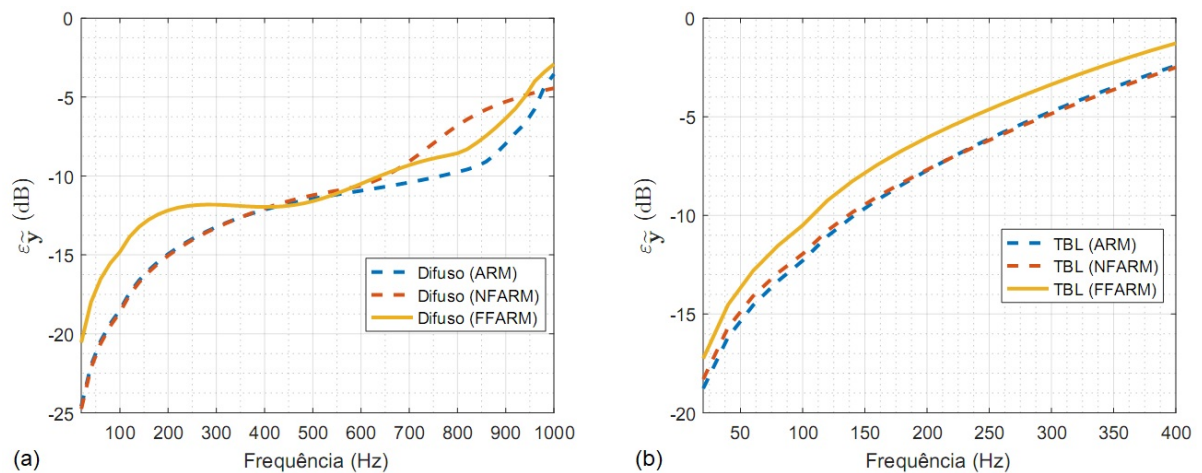 0
-5
-10
-15
-20
-25
100 200 300 400 500 600 700 800 900 1000
Frequência (Hz)
εỹ (dB)
Difuso (ARM)
Difuso (NFARM)
Difuso (FFARM)
(a)
0
-5
-10
-15
-20
50 100 150 200 250 300 350 400
Frequência (Hz)
εỹ (dB)
TBL (ARM)
TBL (NFARM)
TBL (FFARM)
(b)